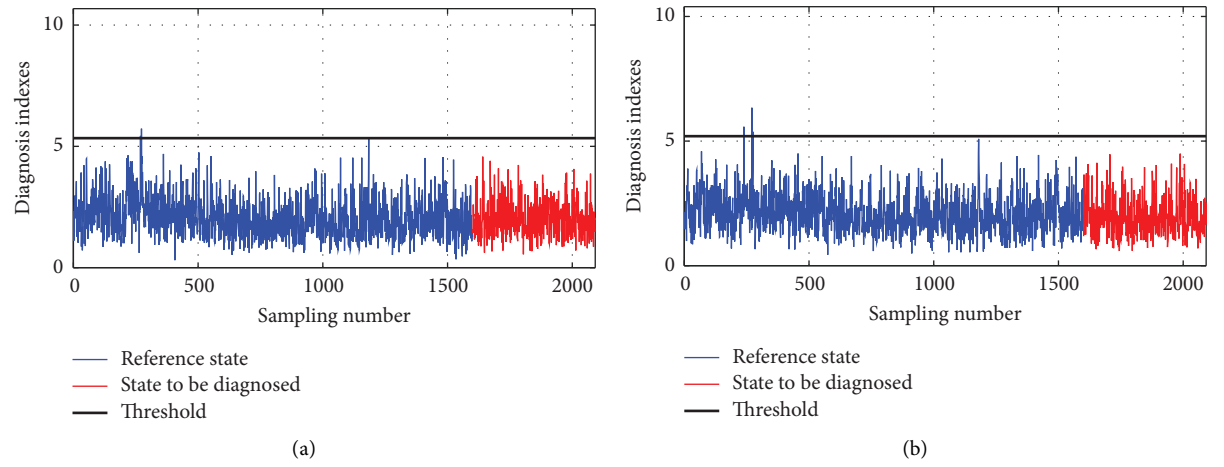 10
5
0
Diagnosis indexes
0 500 1000 1500 2000
Sampling number
Reference state
State to be diagnosed
Threshold
(a)
10
5
0
Diagnosis indexes
0 500 1000 1500 2000
Sampling number
Reference state
State to be diagnosed
Threshold
(b)